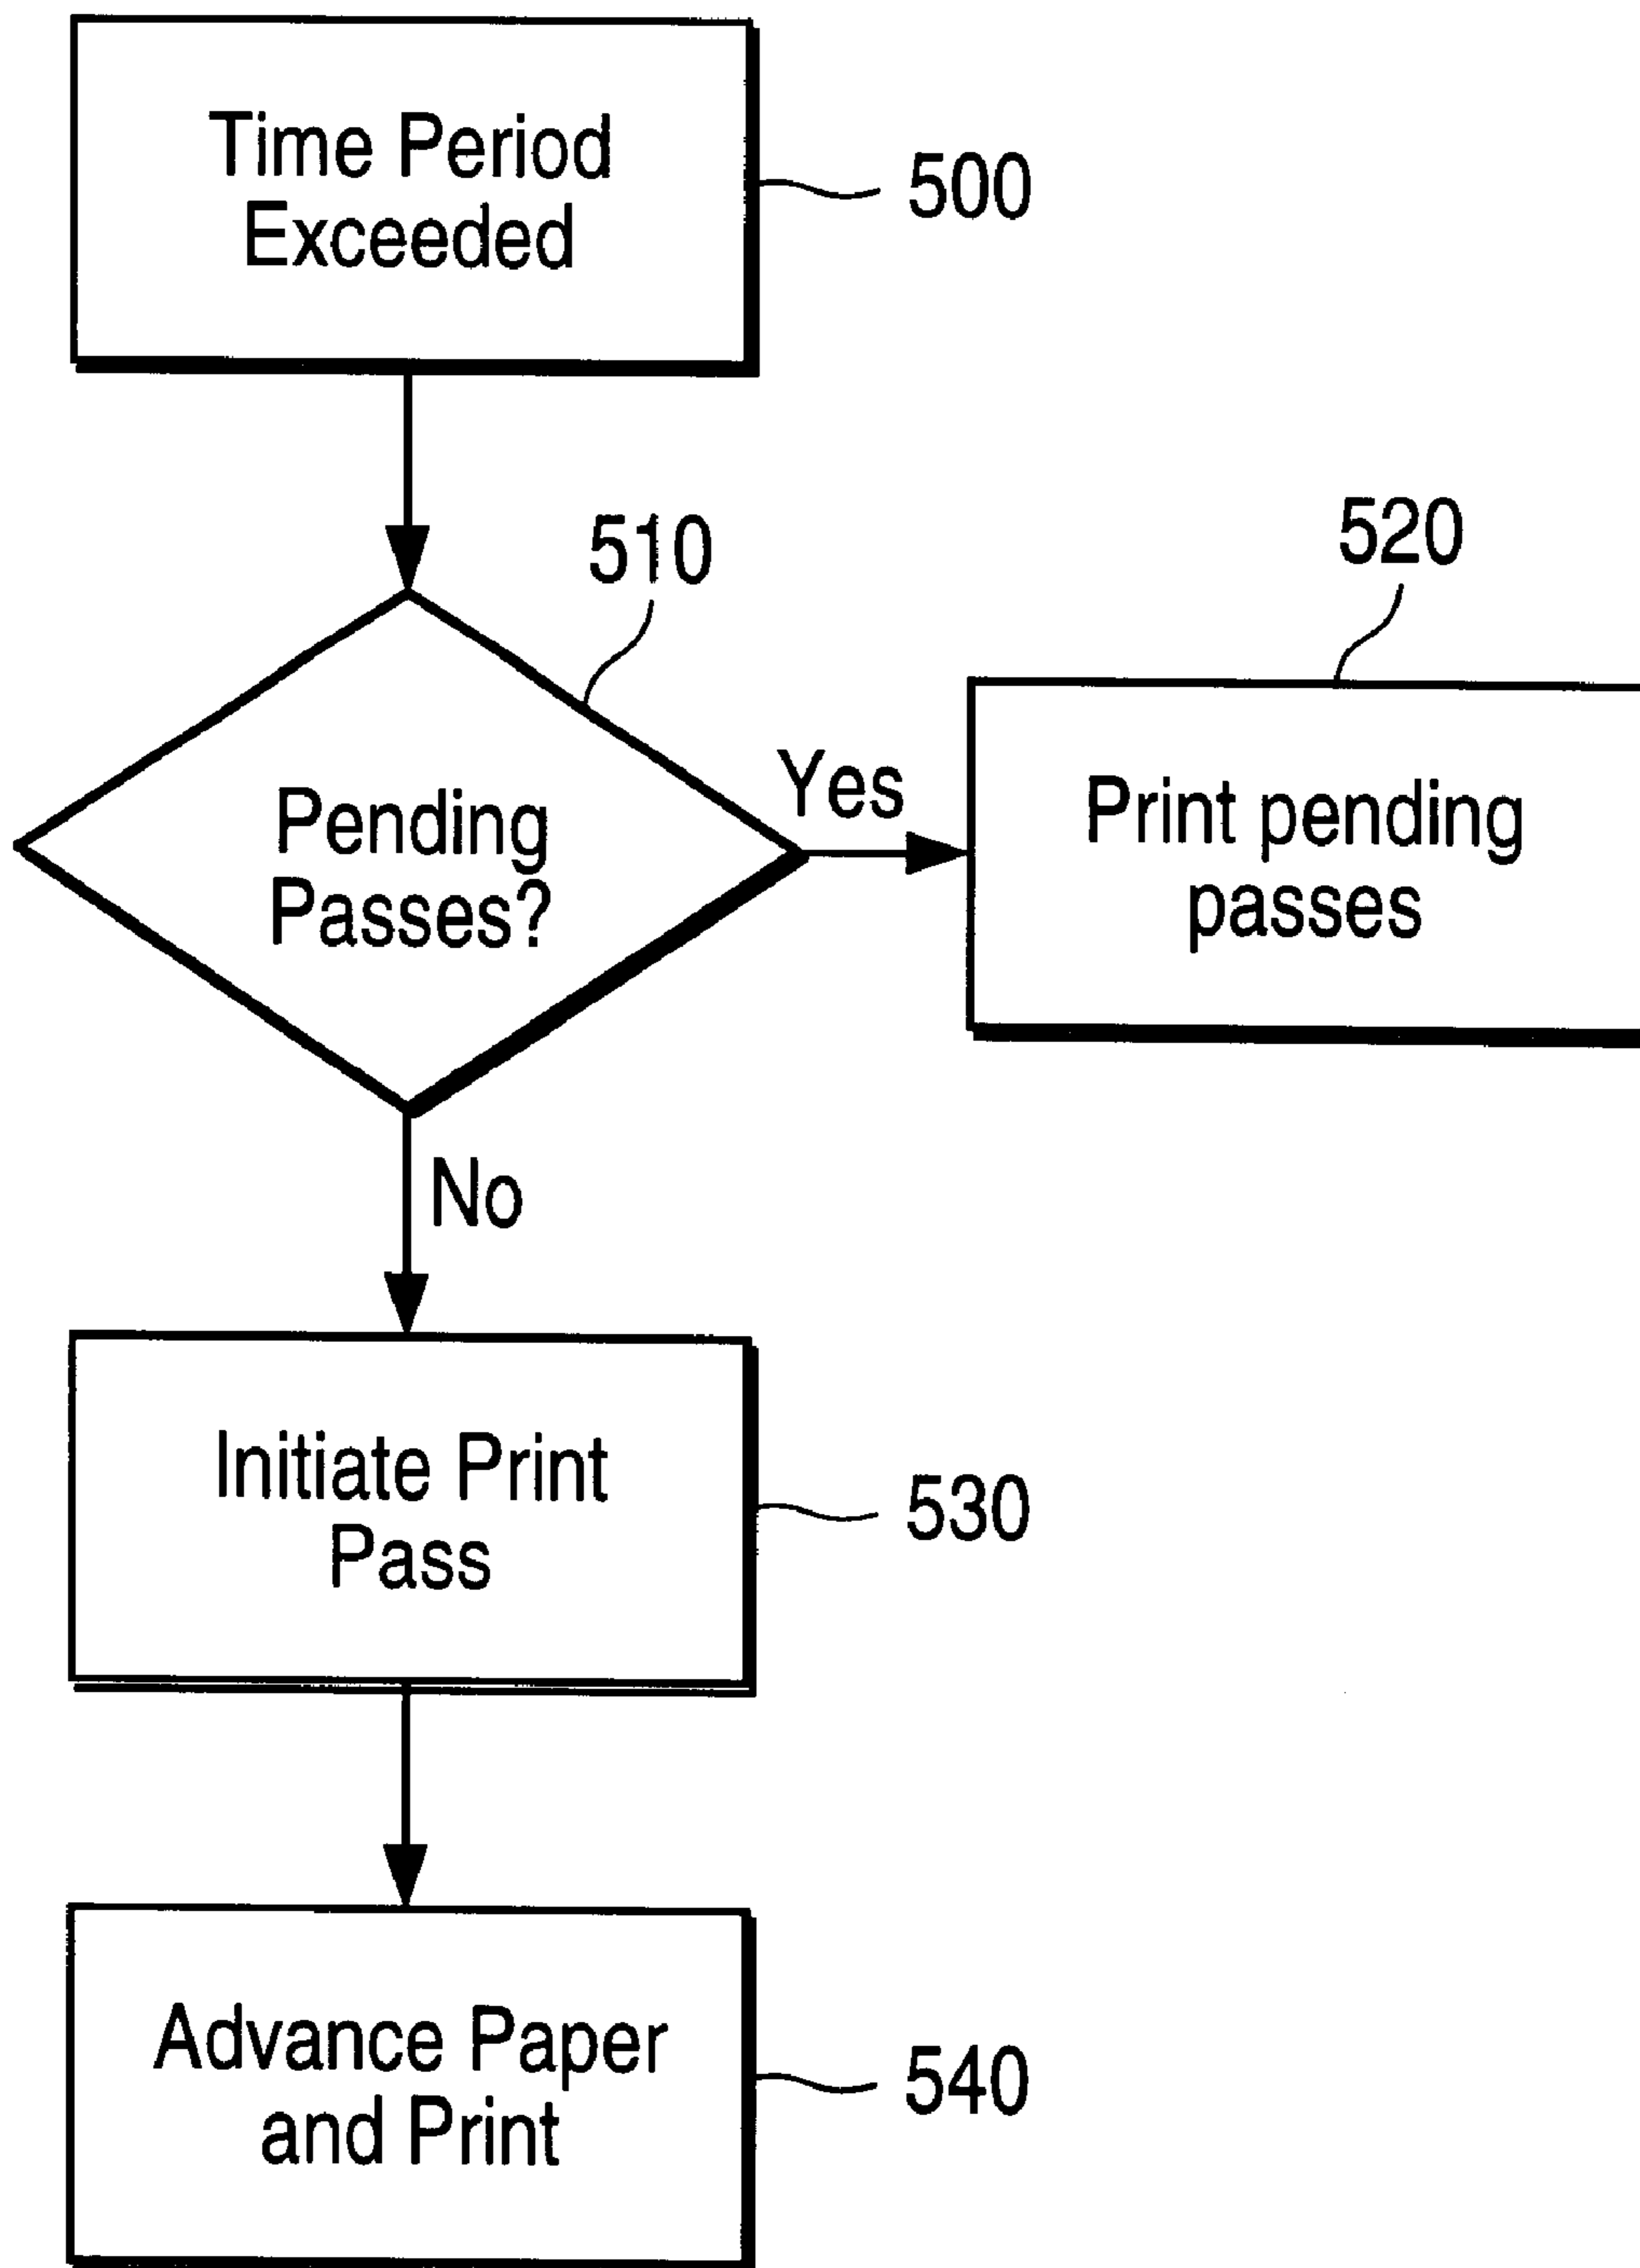 Time Period
Exceeded
500
510
520
Pending
Passes?
Yes
Print pending
passes
No
Initiate Print
Pass
530
Advance Paper
and Print
540